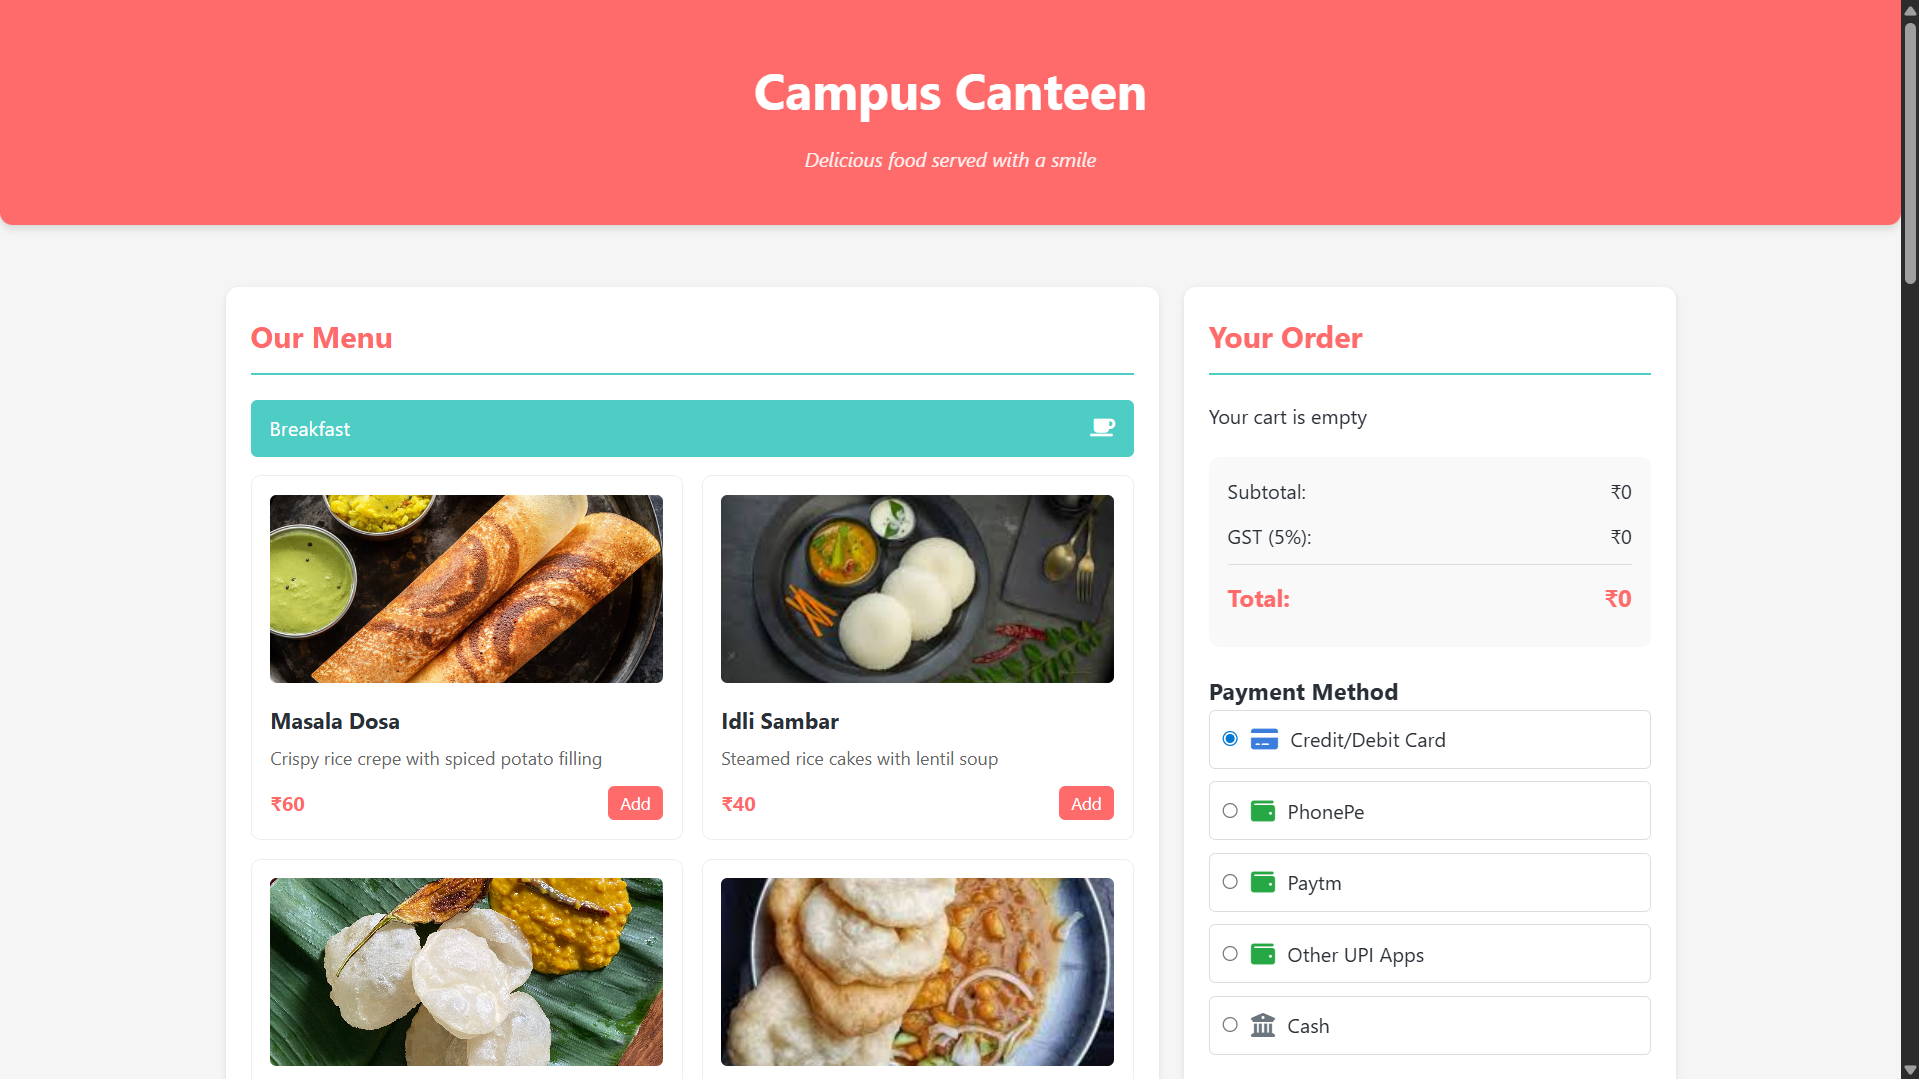 Campus Canteen
Delicious food served with a smile
Our Menu
Breakfast
Masala Dosa
Crispy rice crepe with spiced potato filling
₹60
Add
Idli Sambar
Steamed rice cakes with lentil soup
₹40
Add
Your Order
Your cart is empty
Subtotal: ₹0
GST (5%): ₹0
Total: ₹0
Payment Method
Credit/Debit Card
PhonePe
Paytm
Other UPI Apps
Cash